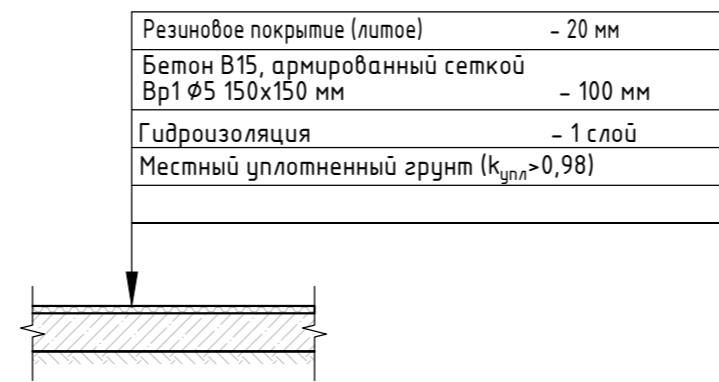 Резиновое покрытие (литое) - 20 мм
Бетон В15, армированный сеткой
Вр1 Ф5 150х150 мм - 100 мм
Гидроизоляция - 1 слой
Местный уплотненный грунт (kупл>0,98)